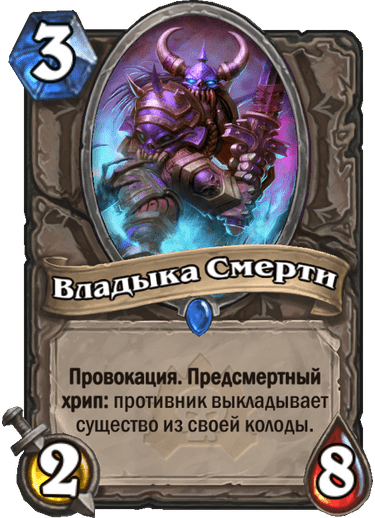 3
Владыка Смерти
Провокация. Предсмертный
хрип: противник выкладывает
существо из своей колоды.
2
8